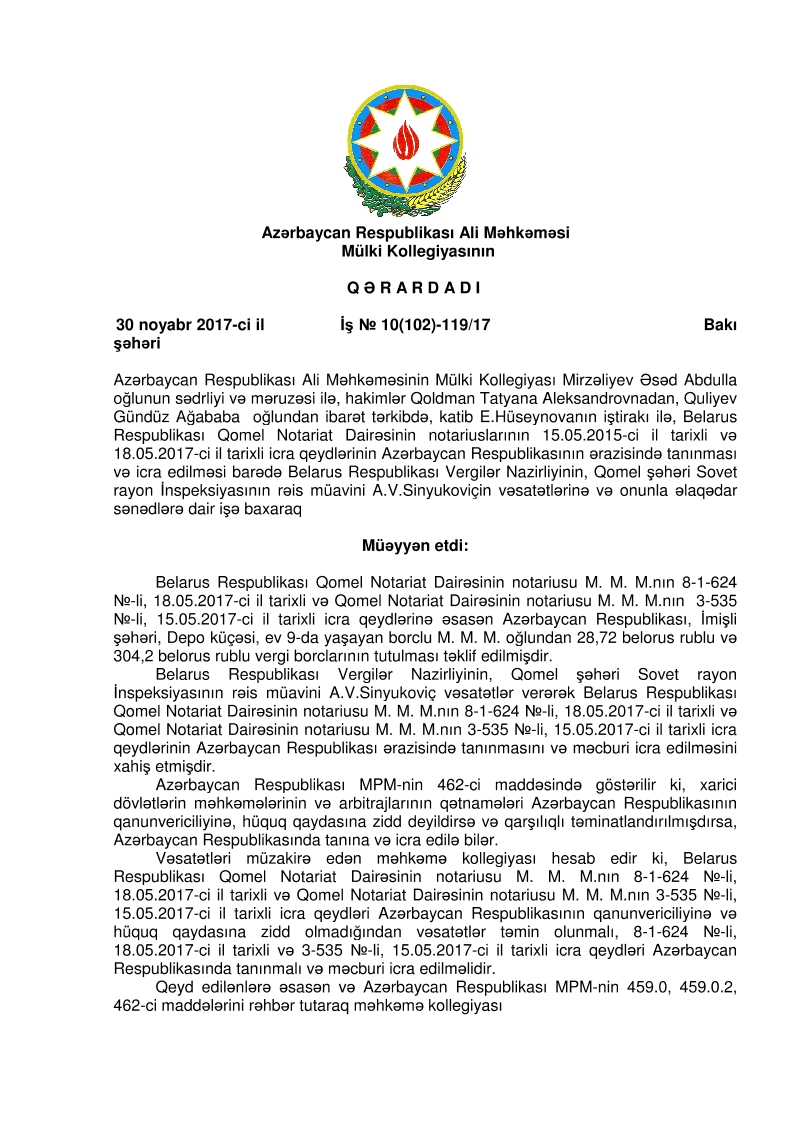 Azərbaycan Respublikası Ali Məhkəməsi
Mülki Kollegiyasının
Q Ə R A R D A D I
30 noyabr 2017-ci il İş № 10(102)-119/17 Bakı
şəhəri
Azərbaycan Respublikası Ali Məhkəməsinin Mülki Kollegiyası Mirzəliyev Əsəd Abdulla
oğlunun sədrliyi və məruzəsi ilə, hakimlər Qoldman Tatyana Aleksandrovnadan, Quliyev
Gündüz Ağababa oğlundan ibarət tərkibdə, katib E.Hüseynovanın iştirakı ilə, Belarus
Respublikası Qomel Notariat Dairəsinin notariuslarının 15.05.2015-ci il tarixli və
18.05.2017-ci il tarixli icra qeydlərinin Azərbaycan Respublikasının ərazisində tanınması
və icra edilməsi barədə Belarus Respublikası Vergilər Nazirliyinin, Qomel şəhəri Sovet
rayon İnspeksiyasının rəis müavini A.V.Sinyukoviçin vəsatətlərinə və onunla əlaqədar
sənədlərə dair işə baxaraq
Müəyyən etdi:
Belarus Respublikası Qomel Notariat Dairəsinin notariusu M. M. M.nın 8-1-624
№-li, 18.05.2017-ci il tarixli və Qomel Notariat Dairəsinin notariusu M. M. M.nın 3-535
№-li, 15.05.2017-ci il tarixli icra qeydlərinə əsasən Azərbaycan Respublikası, İmişli
şəhəri, Depo küçəsi, ev 9-da yaşayan borclu M. M. M. oğlundan 28,72 belorus rublu və
304,2 belorus rublu vergi borclarının tutulması təklif edilmişdir.
Belarus Respublikası Vergilər Nazirliyinin, Qomel şəhəri Sovet rayon
İnspeksiyasının rəis müavini A.V.Sinyukoviç vəsatətlər verərək Belarus Respublikası
Qomel Notariat Dairəsinin notariusu M. M. M.nın 8-1-624 №-li, 18.05.2017-ci il tarixli və
Qomel Notariat Dairəsinin notariusu M. M. M.nın 3-535 №-li, 15.05.2017-ci il tarixli icra
qeydlərinin Azərbaycan Respublikası ərazisində tanınmasını və məcburi icra edilməsini
xahiş etmişdir.
Azərbaycan Respublikası MPM-nin 462-ci maddəsində göstərilir ki, xarici
dövlətlərin məhkəmələrinin və arbitrajlarının qətnamələri Azərbaycan Respublikasının
qanunvericiliyinə, hüquq qaydasına zidd deyildirsə və qarşılıqlı təminatlandırılmışdırsa,
Azərbaycan Respublikasında tanına və icra edilə bilər.
Vəsatətləri müzakirə edən məhkəmə kollegiyası hesab edir ki, Belarus
Respublikası Qomel Notariat Dairəsinin notariusu M. M. M.nın 8-1-624 №-li,
18.05.2017-ci il tarixli və Qomel Notariat Dairəsinin notariusu M. M. M.nın 3-535 №-li,
15.05.2017-ci il tarixli icra qeydləri Azərbaycan Respublikasının qanunvericiliyinə və
hüquq qaydasına zidd olmadığından vəsatətlər təmin olunmalı, 8-1-624 №-li,
18.05.2017-ci il tarixli və 3-535 №-li, 15.05.2017-ci il tarixli icra qeydləri Azərbaycan
Respublikasında tanınmalı və məcburi icra edilməlidir.
Qeyd edilənlərə əsasən və Azərbaycan Respublikası MPM-nin 459.0, 459.0.2,
462-ci maddələrini rəhbər tutaraq məhkəmə kollegiyası